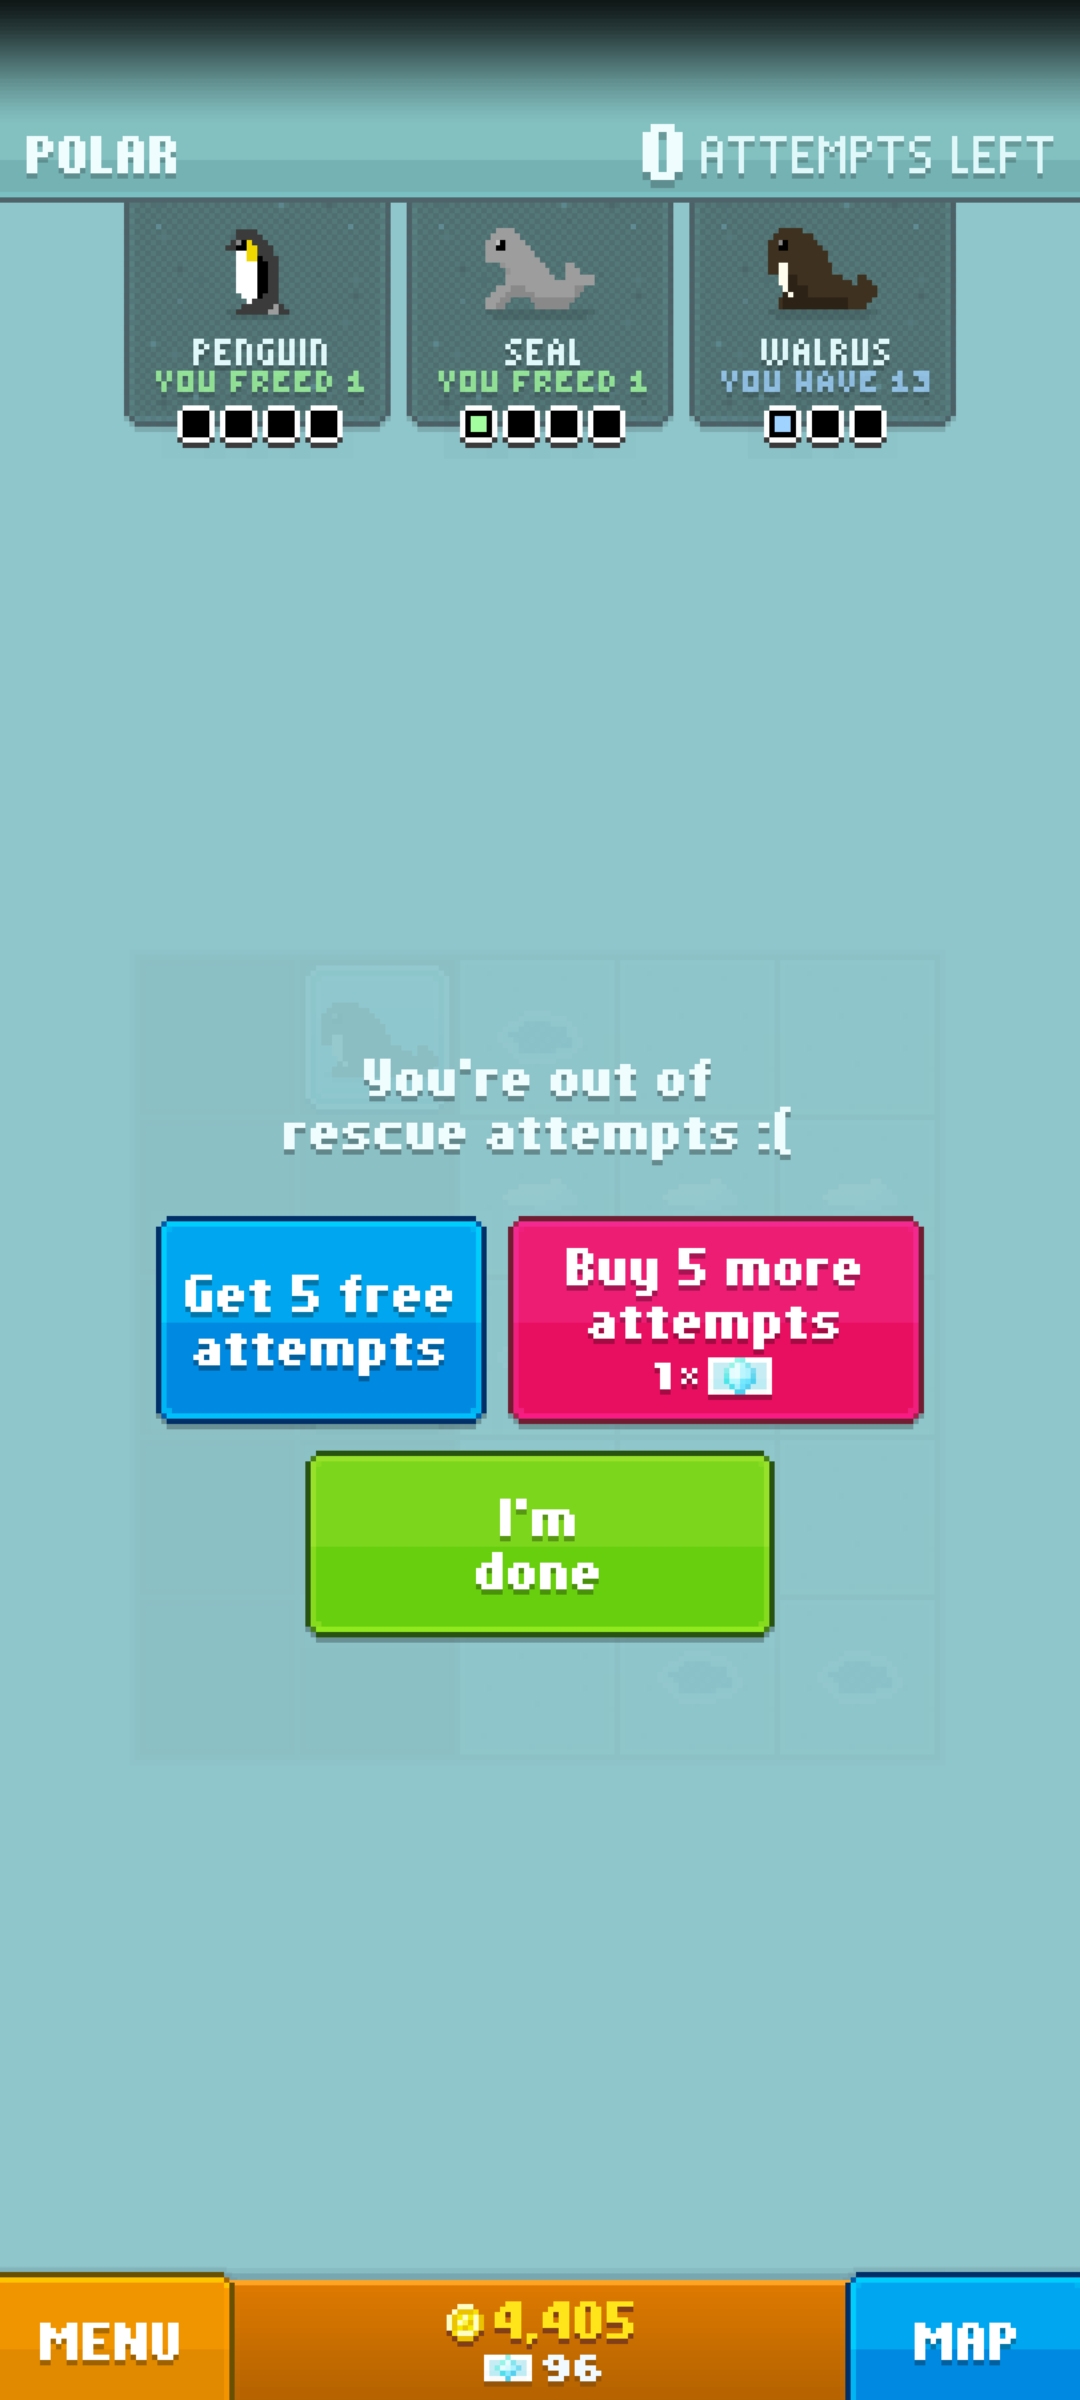 POLAR
0 ATTEMPTS LEFT
PENGUIN
YOU FREED 1
SEAL
YOU FREED 1
WALRUS
YOU HAVE 13
You're out of
rescue attempts :(
Get 5 free
attempts
Buy 5 more
attempts
1×
I'm
done
MENU
4,405
96
MAP